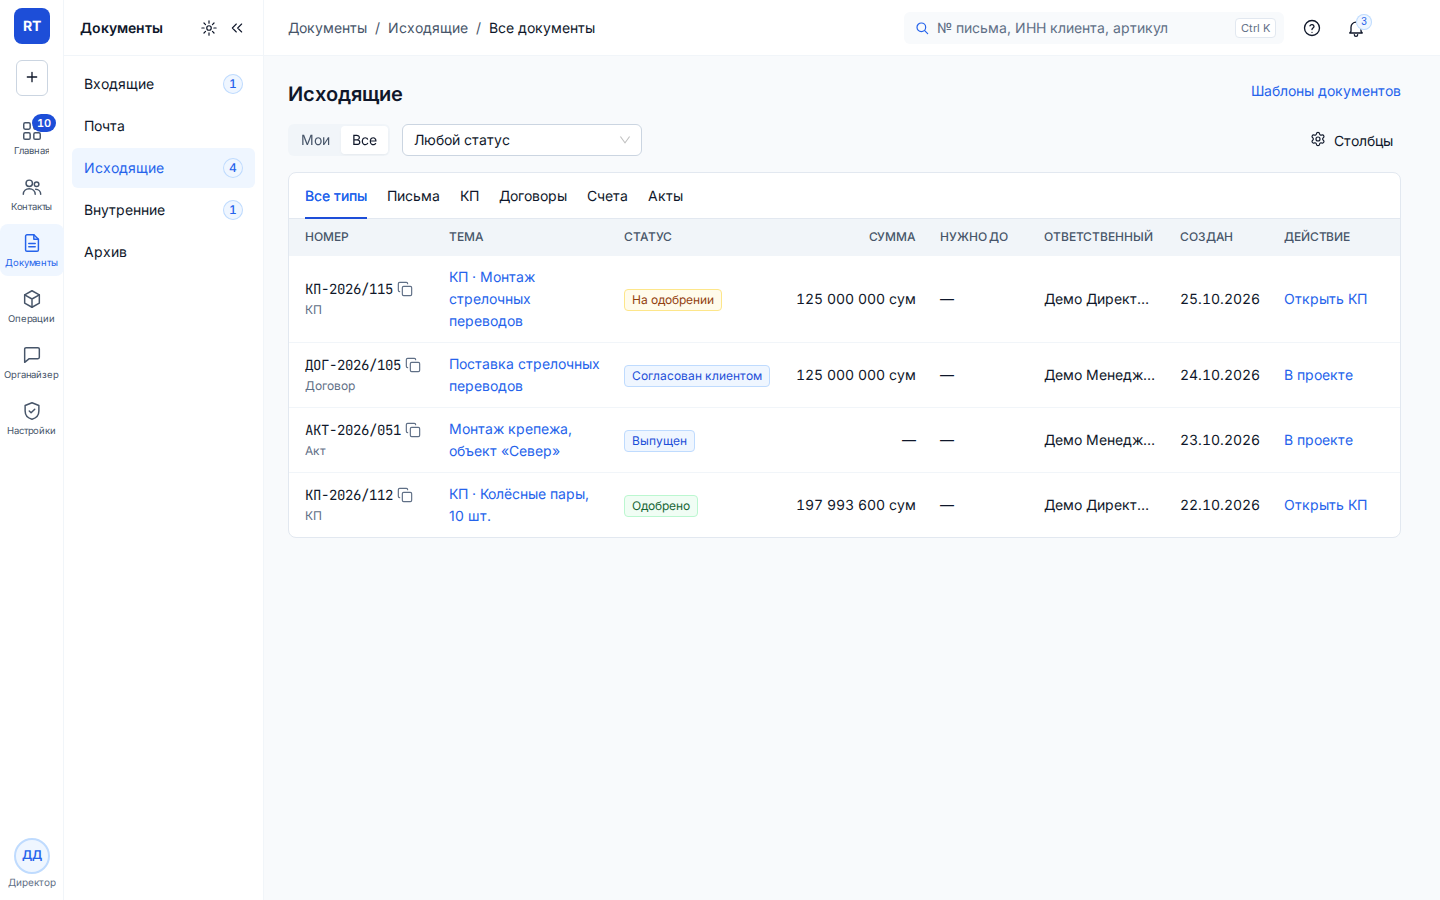 RT
Документы
Документы / Исходящие / Все документы
№ письма, ИНН клиента, артикул
Ctrl K
3
10
Главная
Контакты
Документы
Операции
Органайзер
Настройки
ДД
Директор
Входящие 1
Почта
Исходящие 4
Внутренние 1
Архив
Исходящие
Шаблоны документов
Мои Все
Любой статус
Столбцы
Все типы Письма КП Договоры Счета Акты
НОМЕР ТЕМА СТАТУС СУММА НУЖНО ДО ОТВЕТСТВЕННЫЙ СОЗДАН ДЕЙСТВИЕ
КП-2026/115
КП
КП · Монтаж
стрелочных
переводов
На одобрении
125 000 000 сум
—
Демо Директ...
25.10.2026
Открыть КП
ДОГ-2026/105
Договор
Поставка стрелочных
переводов
Согласован клиентом
125 000 000 сум
—
Демо Менедж...
24.10.2026
В проекте
АКТ-2026/051
Акт
Монтаж крепежа,
объект «Север»
Выпущен
—
—
Демо Менедж...
23.10.2026
В проекте
КП-2026/112
КП
КП · Колёсные пары,
10 шт.
Одобрено
197 993 600 сум
—
Демо Директ...
22.10.2026
Открыть КП